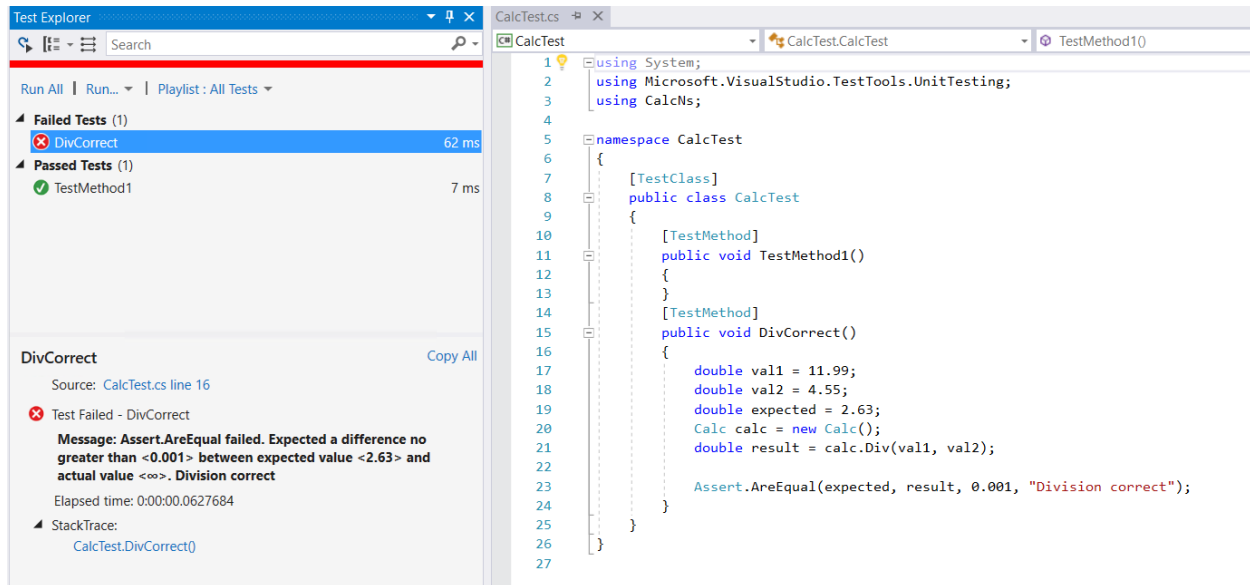 Test Explorer
Search
Run All | Run... | Playlist : All Tests
Failed Tests (1)
DivCorrect 62 ms
Passed Tests (1)
TestMethod1 7 ms
DivCorrect Copy All
Source: CalcTest.cs line 16
Test Failed - DivCorrect
Message: Assert.AreEqual failed. Expected a difference no
greater than <0.001> between expected value <2.63> and
actual value <∞>. Division correct
Elapsed time: 0:00:00.0627684
StackTrace:
CalcTest.DivCorrect()
CalcTest.cs
C# CalcTest CalcTest.CalcTest TestMethod1()
1 using System;
2 using Microsoft.VisualStudio.TestTools.UnitTesting;
3 using CalcNs;
4
5 namespace CalcTest
6 {
7 [TestClass]
8 public class CalcTest
9 {
10 [TestMethod]
11 public void TestMethod1()
12 {
13 }
14 [TestMethod]
15 public void DivCorrect()
16 {
17 double val1 = 11.99;
18 double val2 = 4.55;
19 double expected = 2.63;
20 Calc calc = new Calc();
21 double result = calc.Div(val1, val2);
22
23 Assert.AreEqual(expected, result, 0.001, "Division correct");
24 }
25 }
26 }
27